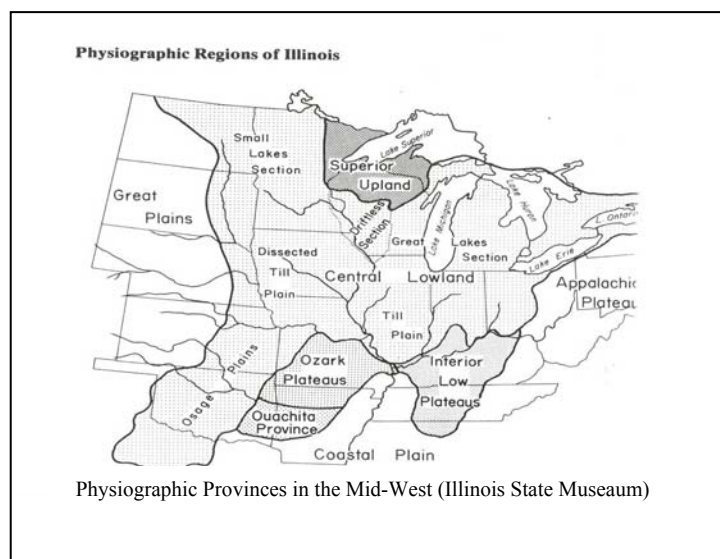 Physiographic Regions of Illinois
Small
Lakes
Section
Lake Superior
Superior
Upland
Great
Plains
Driftless
Section
Lake Michigan
Lake Huron
L. Ontario
Great
Lakes
Section
Lake Erie
Dissected
Till
Plain
Central Lowland
Appalachia
Plateau
Till
Plain
Plains
Ozark
Plateaus
Interior
Low
Plateaus
Osage
Ouachita
Province
Coastal Plain
Physiographic Provinces in the Mid-West (Illinois State Museaum)